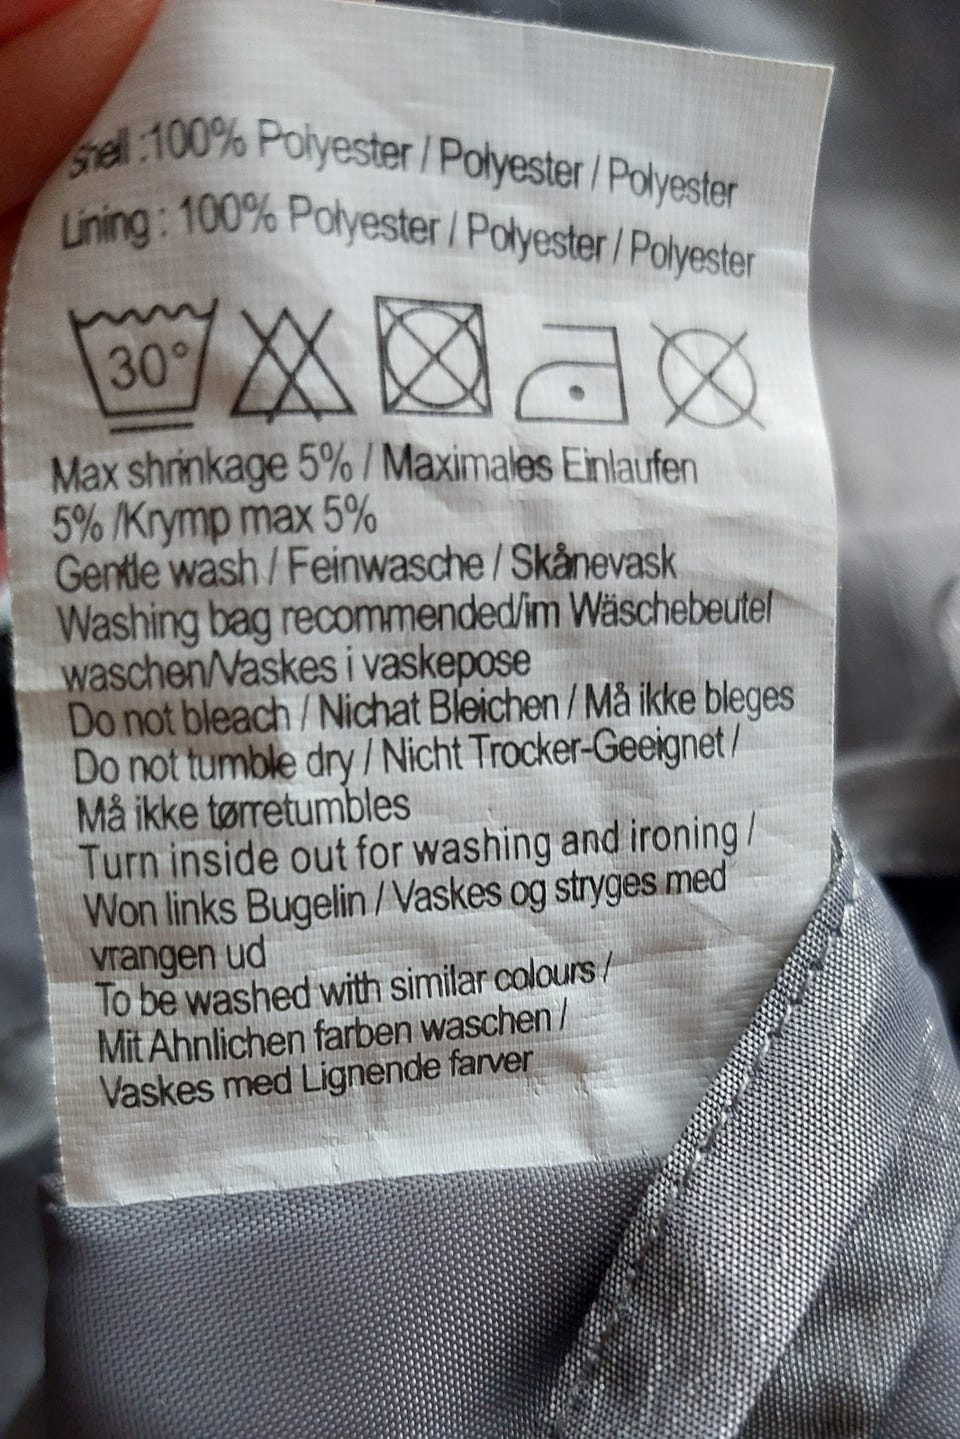 Shell :100% Polyester / Polyester / Polyester
Lining : 100% Polyester / Polyester / Polyester
30°
Max shrinkage 5% / Maximales Einlaufen
5% /Krymp max 5%
Gentle wash / Feinwasche / Skånevask
Washing bag recommended/im Wäschebeutel
waschen/Vaskes i vaskepose
Do not bleach / Nichat Bleichen / Må ikke bleges
Do not tumble dry / Nicht Trocker-Geeignet /
Må ikke tørretumbles
Turn inside out for washing and ironing /
Won links Bugelin / Vaskes og stryges med
vrangen ud
To be washed with similar colours /
Mit Ahnlichen farben waschen /
Vaskes med Lignende farver